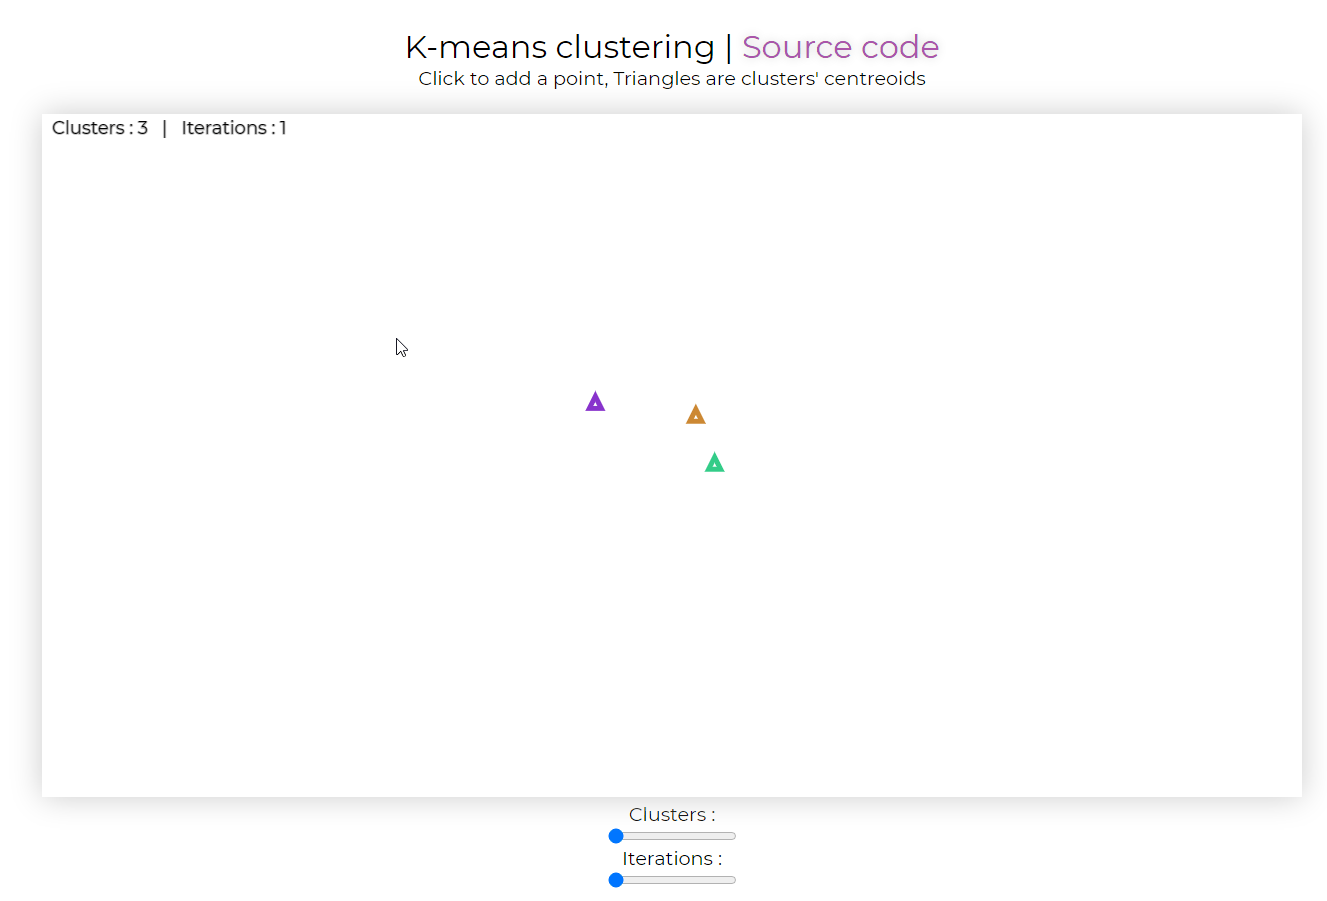 K-means clustering | Source code
Click to add a point, Triangles are clusters' centreoids
Clusters : 3 | Iterations : 1
Clusters :
Iterations :